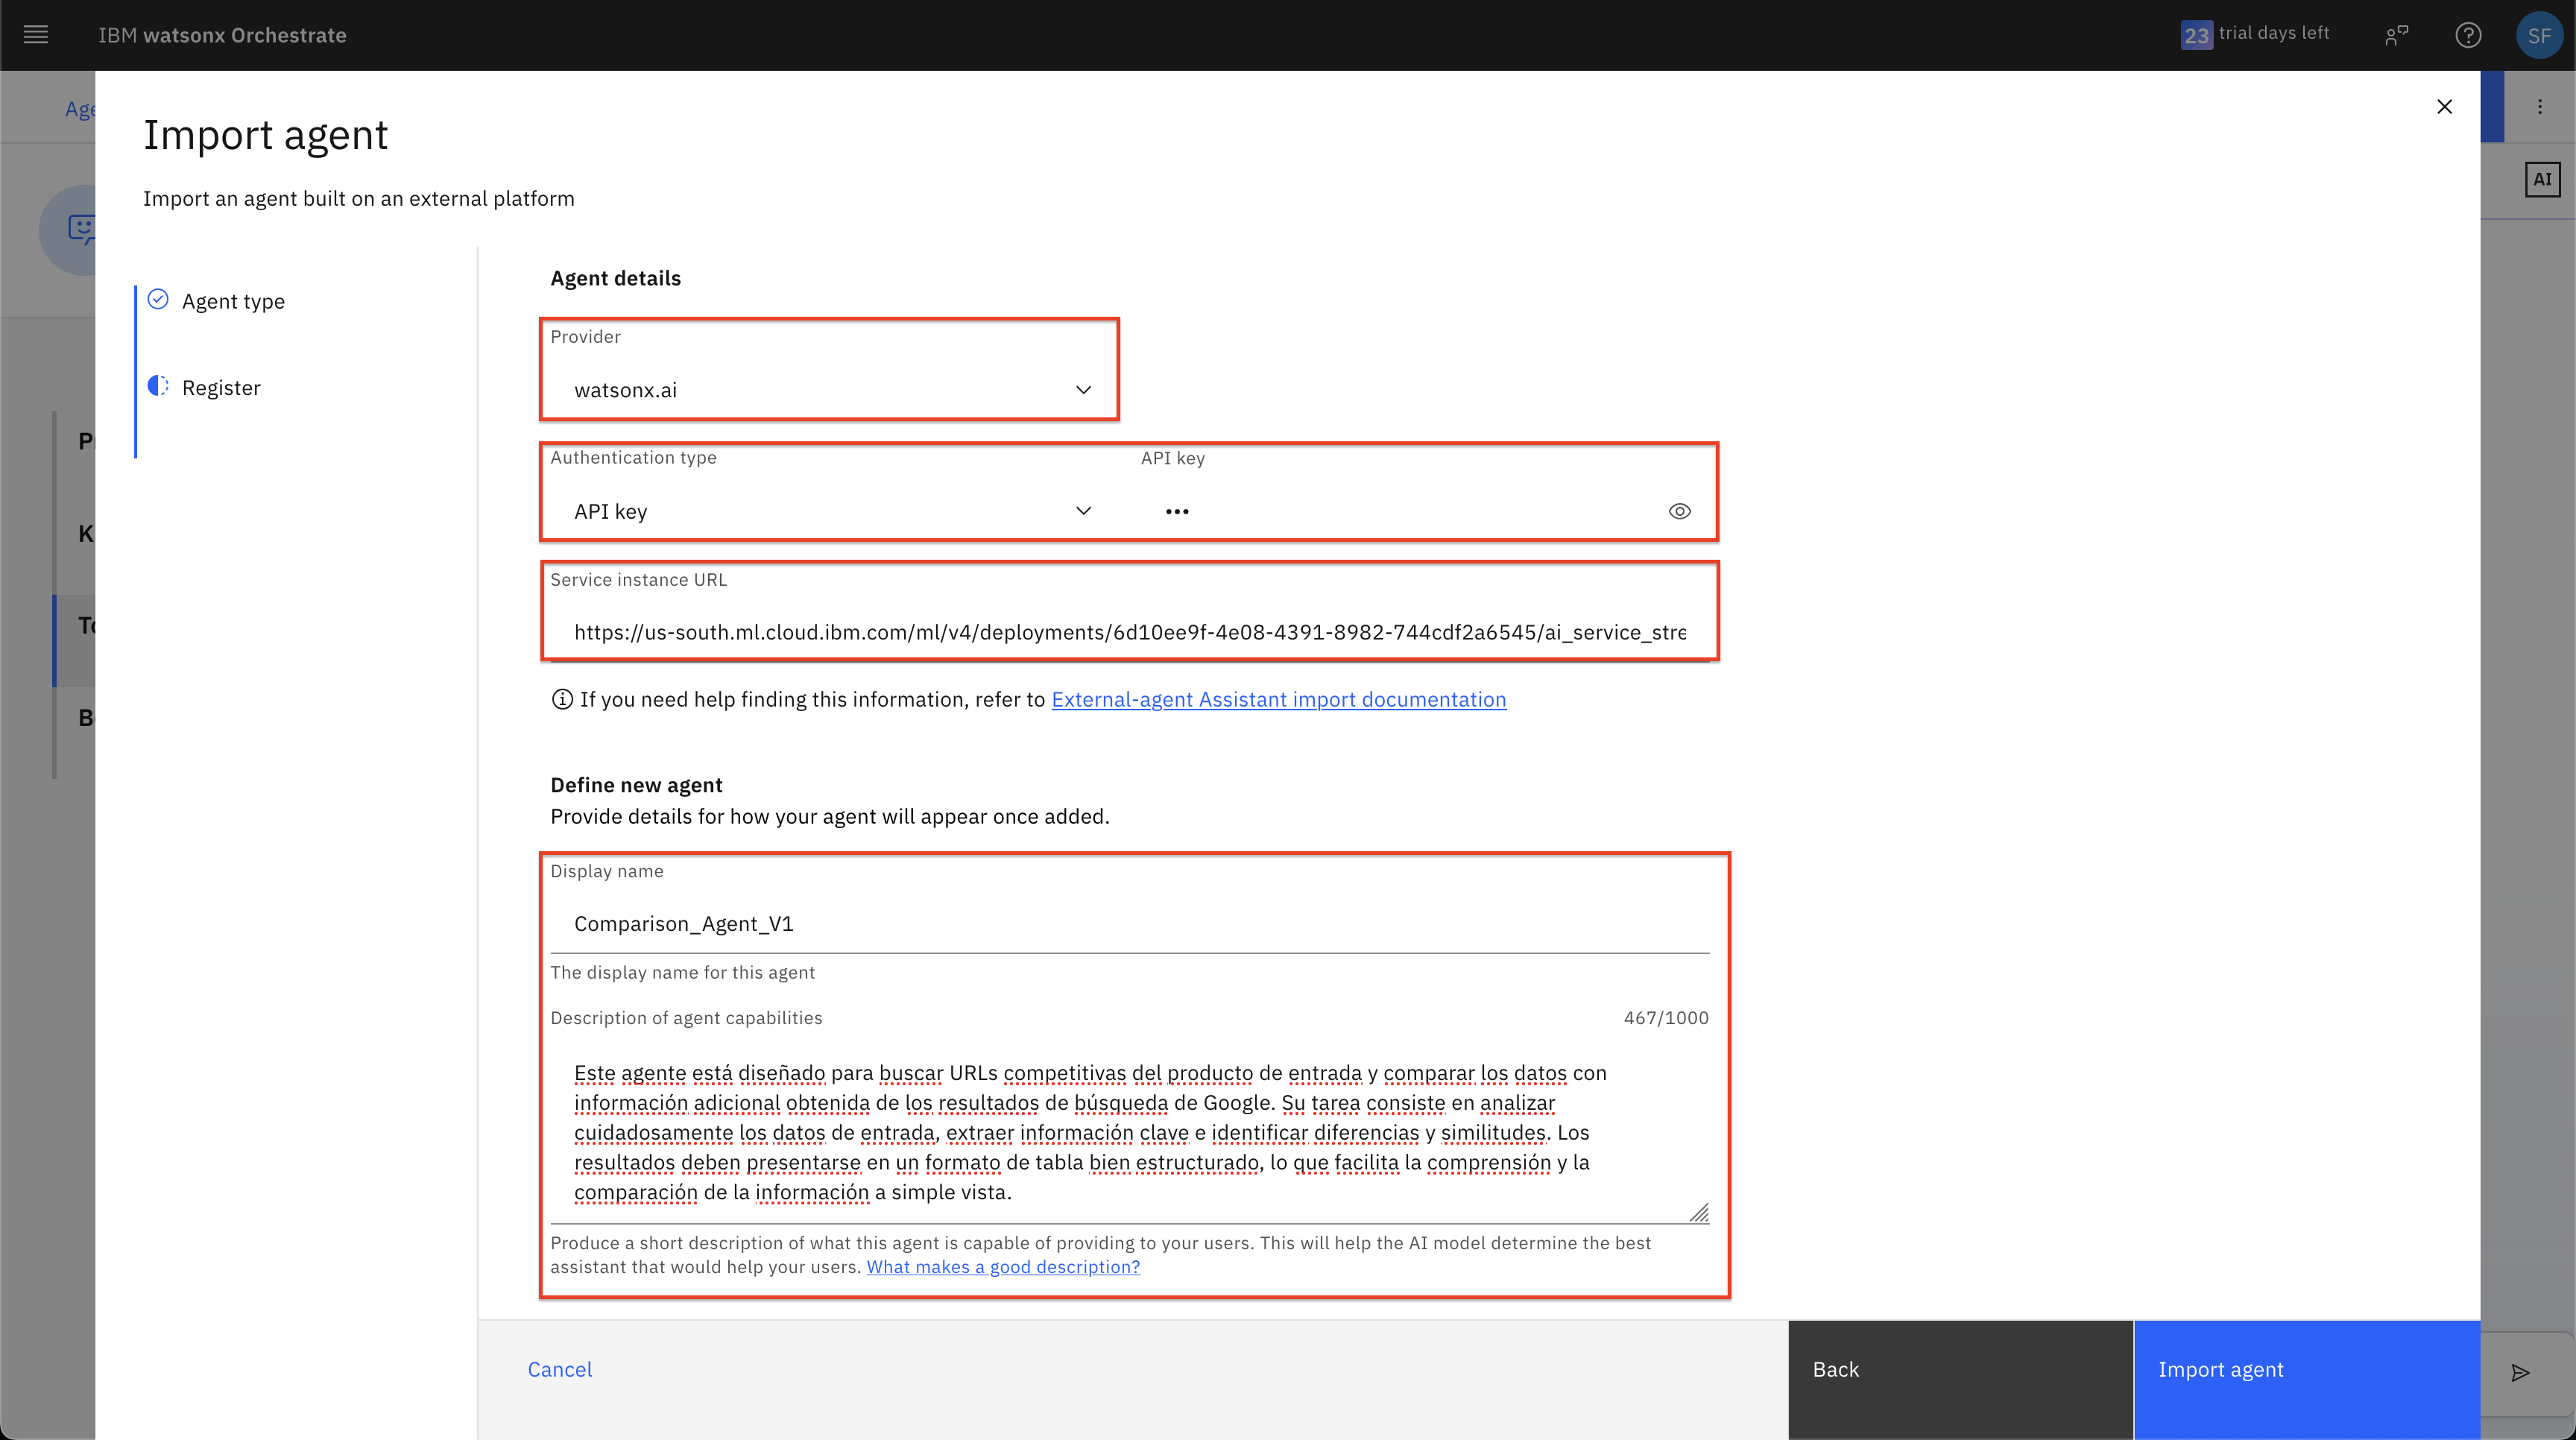 IBM watsonx Orchestrate
23 trial days left
SF
Import agent
Import an agent built on an external platform
AI
Agent type
Register
Agent details
Provider
watsonx.ai
Authentication type
API key
API key
•••
Service instance URL
https://us-south.ml.cloud.ibm.com/ml/v4/deployments/6d10ee9f-4e08-4391-8982-744cdf2a6545/ai_service_stre
If you need help finding this information, refer to External-agent Assistant import documentation
Define new agent
Provide details for how your agent will appear once added.
Display name
Comparison_Agent_V1
The display name for this agent
Description of agent capabilities
467/1000
Este agente está diseñado para buscar URLs competitivas del producto de entrada y comparar los datos con
información adicional obtenida de los resultados de búsqueda de Google. Su tarea consiste en analizar
cuidadosamente los datos de entrada, extraer información clave e identificar diferencias y similitudes. Los
resultados deben presentarse en un formato de tabla bien estructurado, lo que facilita la comprensión y la
comparación de la información a simple vista.
Produce a short description of what this agent is capable of providing to your users. This will help the AI model determine the best
assistant that would help your users. What makes a good description?
Cancel
Back
Import agent